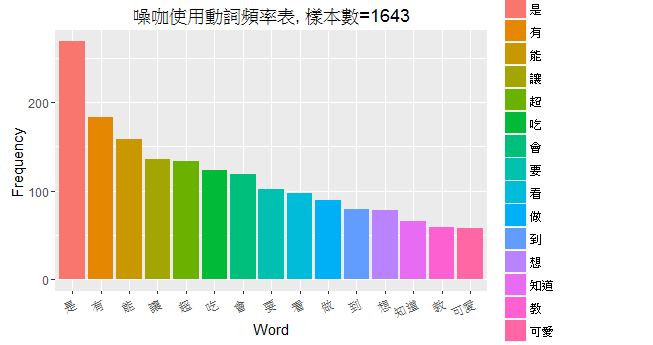 噪咖使用動詞頻率表, 樣本數=1643
Frequency
200
100
0
是 有 能 讓 超 吃 會 要 看 做 到 想 知道 教 可愛
Word
是
有
能
讓
超
吃
會
要
看
做
到
想
知道
教
可愛